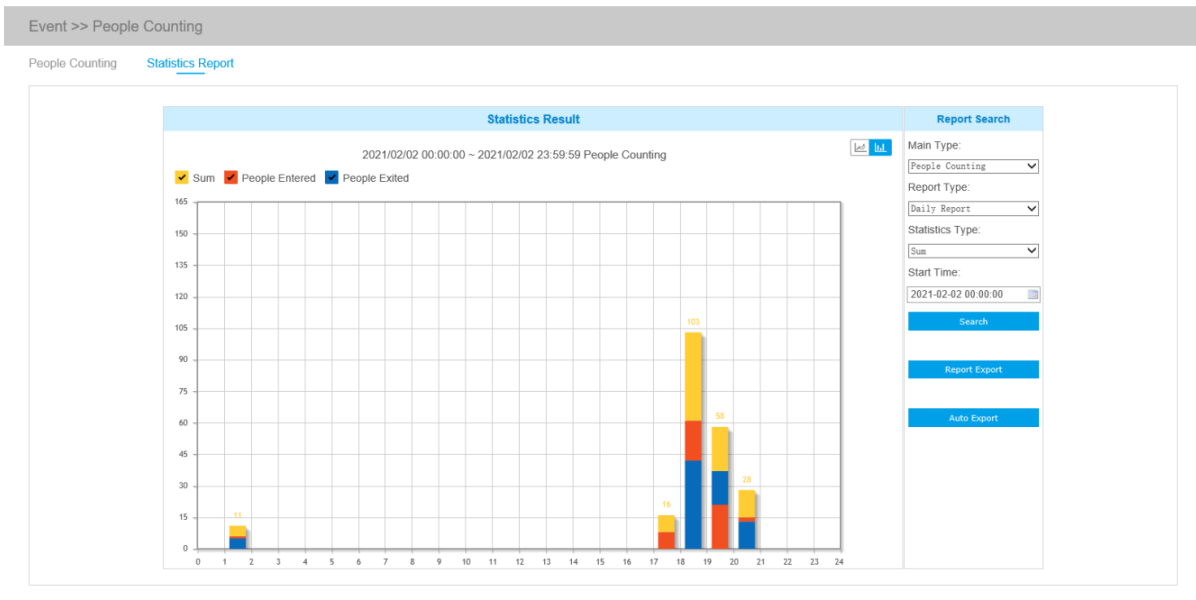 Event >> People Counting
People Counting Statistics Report
Statistics Result
2021/02/02 00:00:00 ~ 2021/02/02 23:59:59 People Counting
Sum People Entered People Exited
165
150
135
120
105
90
75
60
45
30
15
0
11
16
103
58
28
0 1 2 3 4 5 6 7 8 9 10 11 12 13 14 15 16 17 18 19 20 21 22 23 24
Report Search
Main Type:
People Counting
Report Type:
Daily Report
Statistics Type:
Sum
Start Time:
2021-02-02 00:00:00
Search
Report Export
Auto Export